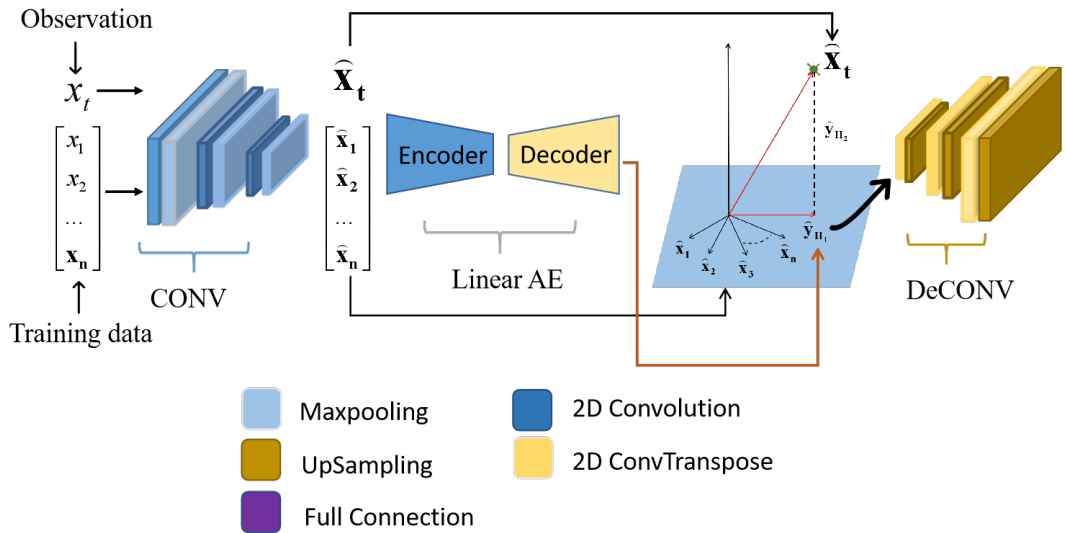 Observation
x_t
x_1
x_2
...
x_n
Training data
CONV
x̂_t
x̂_1
x̂_2
...
x̂_n
Encoder
Decoder
Linear AE
x̂_t
ŷ_Π₂
ŷ_Π₁
x̂_1
x̂_2
x̂_3
x̂_n
DeCONV
Maxpooling
2D Convolution
UpSampling
2D ConvTranspose
Full Connection